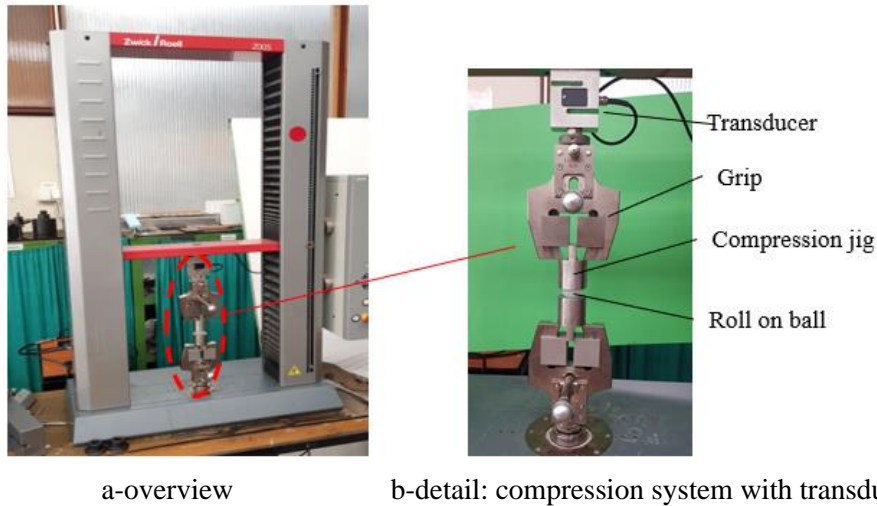 Zwick / Roell Z005
Transducer
Grip
Compression jig
Roll on ball
a-overview
b-detail: compression system with transdu